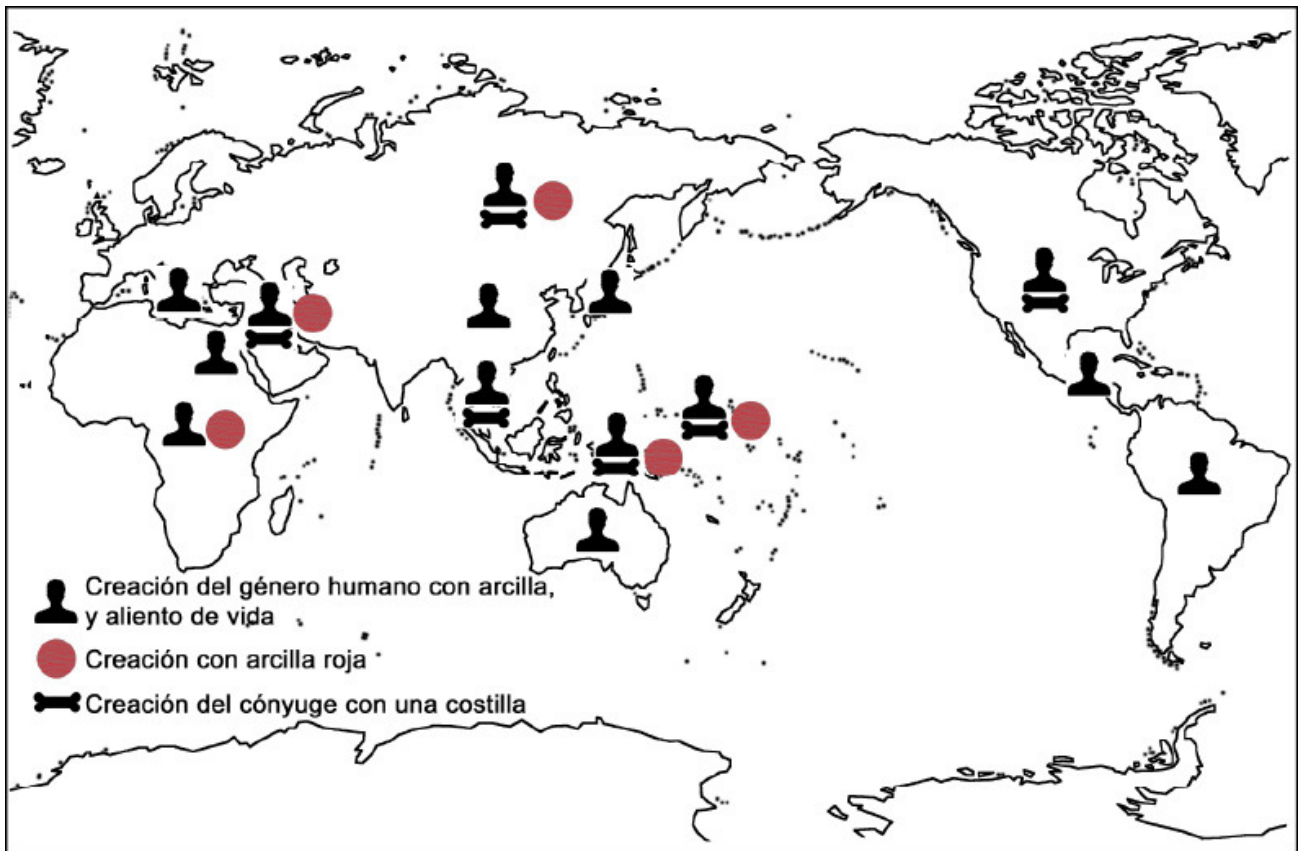 Creación del género humano con arcilla,
y aliento de vida
Creación con arcilla roja
Creación del cónyuge con una costilla